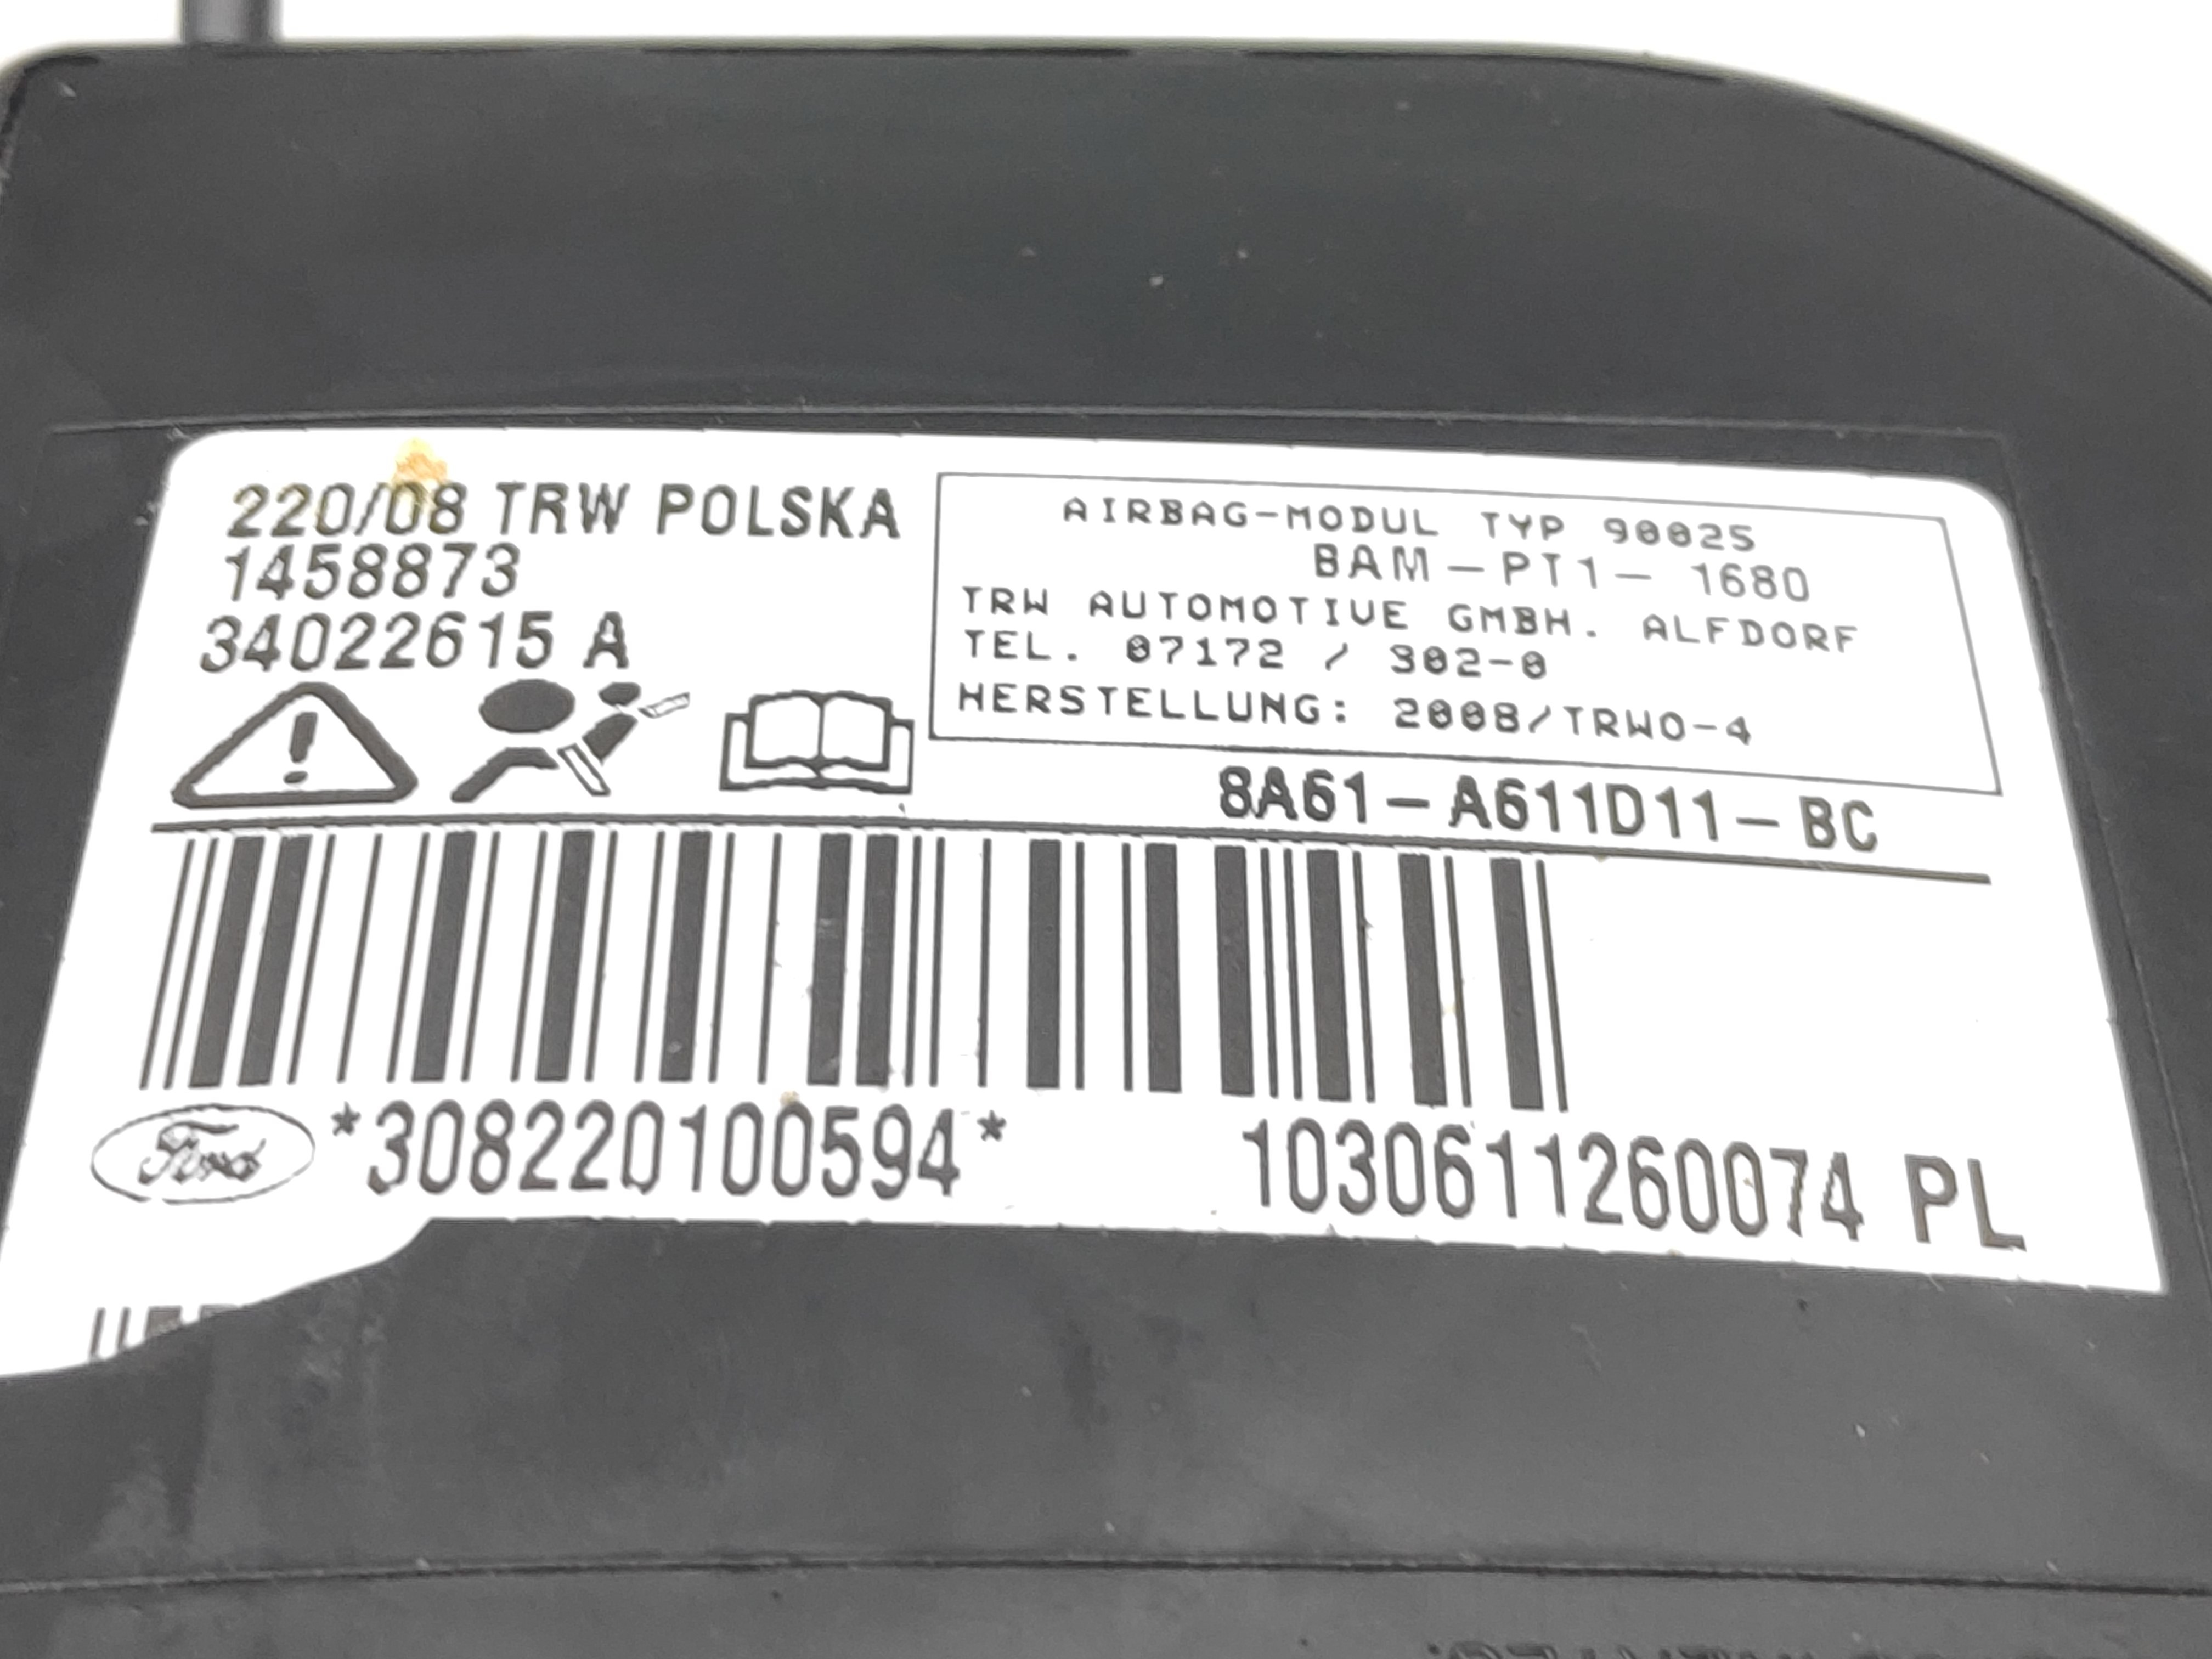 220/08 TRW POLSKA
1458873
34022615 A
AIRBAG-MODUL TYP 90025
BAM-PT1- 1680
TRW AUTOMOTIVE GMBH. ALFDORF
TEL. 07172 / 302-0
HERSTELLUNG: 2008/TRWO-4
8A61-A611D11-BC
Ford *308220100594* 1030611260074 PL